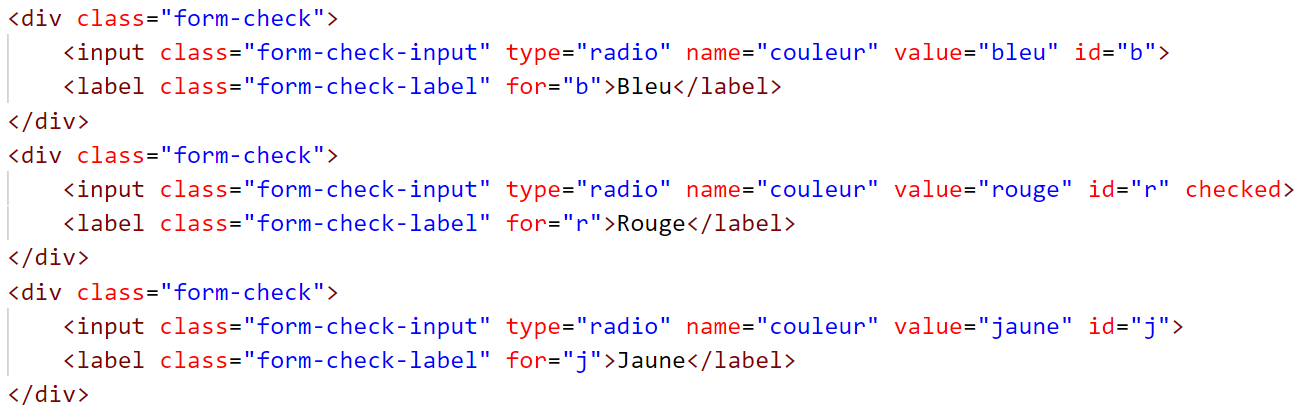 <div class="form-check">
    <input class="form-check-input" type="radio" name="couleur" value="bleu" id="b">
    <label class="form-check-label" for="b">Bleu</label>
</div>
<div class="form-check">
    <input class="form-check-input" type="radio" name="couleur" value="rouge" id="r" checked>
    <label class="form-check-label" for="r">Rouge</label>
</div>
<div class="form-check">
    <input class="form-check-input" type="radio" name="couleur" value="jaune" id="j">
    <label class="form-check-label" for="j">Jaune</label>
</div>